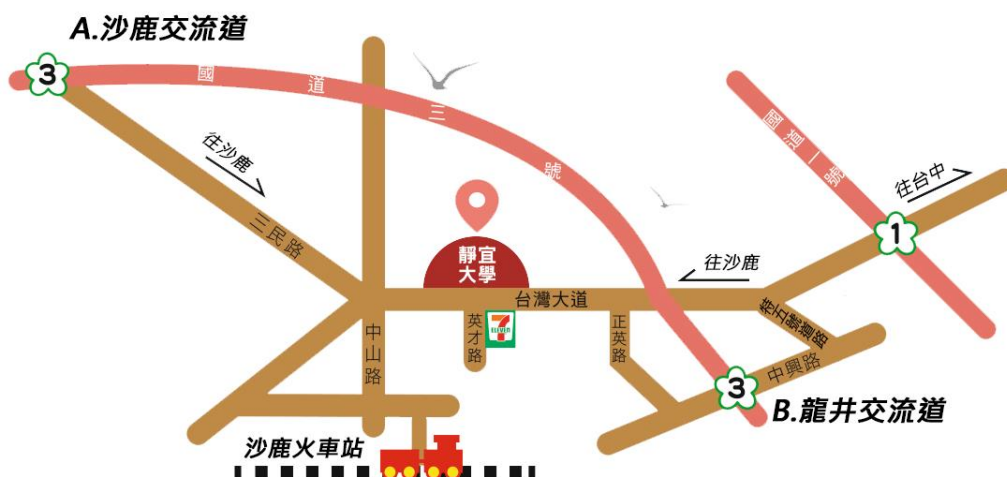 A.沙鹿交流道
3
國道三號
國道一號
往沙鹿
往台中
三民路
1
靜宜
大學
往沙鹿
台灣大道
7
ELEVEN
中山路
英才路
正英路
特五號道路
中興路
3
B.龍井交流道
沙鹿火車站